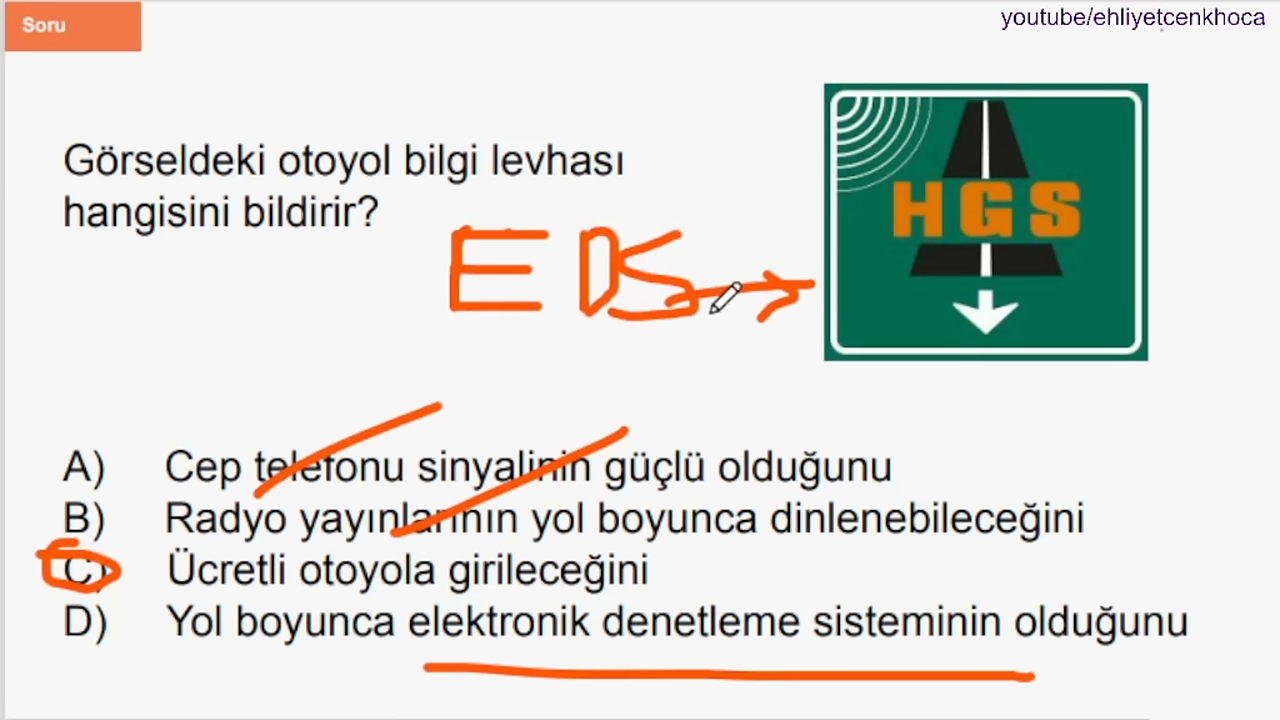 Soru
youtube/ehliyetcenkhoca
Görseldeki otoyol bilgi levhası
hangisini bildirir?
HGS
EDS
A) Cep telefonu sinyalinin güçlü olduğunu
B) Radyo yayınlarının yol boyunca dinlenebileceğini
C) Ücretli otoyola girileceğini
D) Yol boyunca elektronik denetleme sisteminin olduğunu